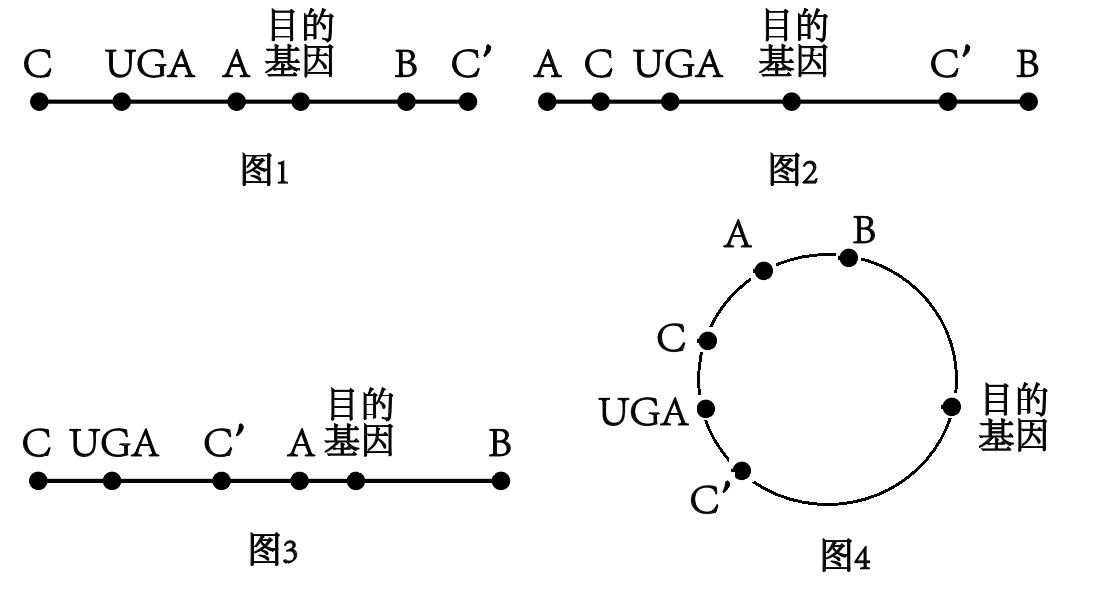 目的
C UGA A 基因 B C′
图1
目的
A C UGA 基因 C′ B
图2
目的
C UGA C′ A 基因 B
图3
A B
C
UGA
目的
基因
C′
图4